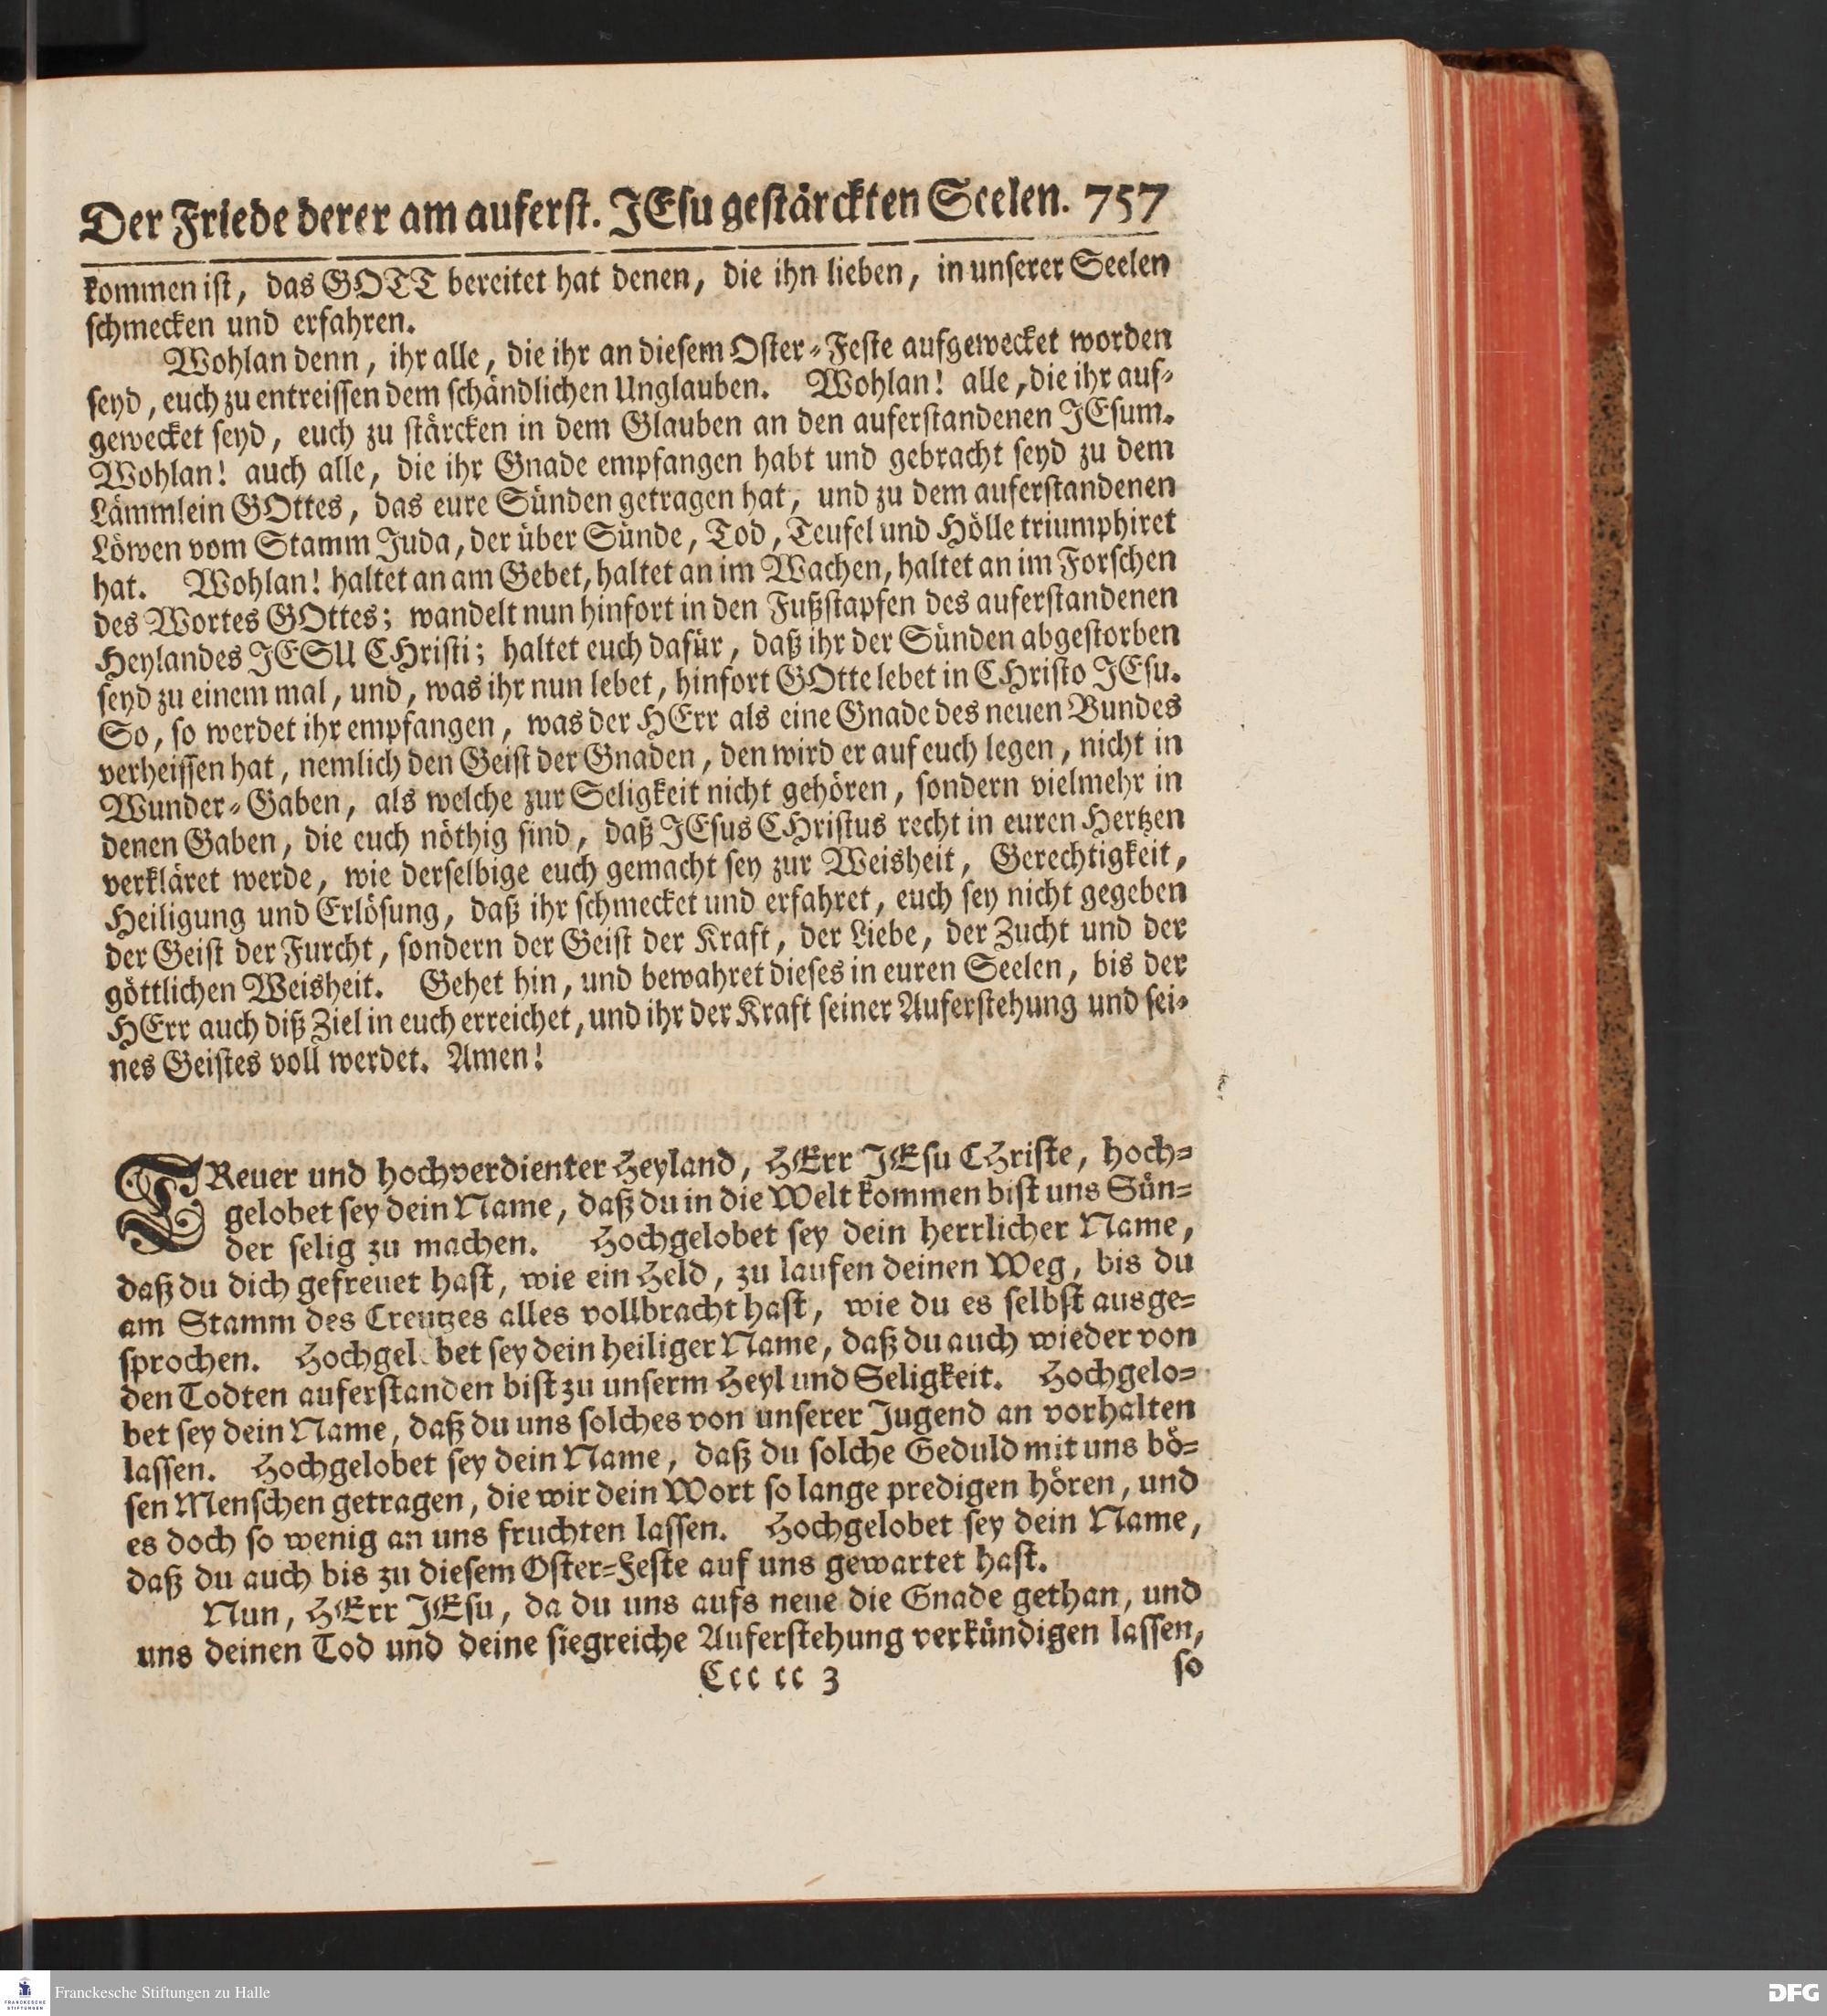 Der Friede derer am auferst. JEsu gestärckten Seelen. 757
kommen ist, das GOTT bereitet hat denen, die ihn lieben, in unserer Seelen
schmecken und erfahren.
Wohlan denn, ihr alle, die ihr an diesem Oster-Feste aufgewecket worden
seyd, euch zu entreissen dem schändlichen Unglauben. Wohlan! alle, die ihr auf-
gewecket seyd, euch zu stärcken in dem Glauben an den auferstandenen JEsum.
Wohlan! auch alle, die ihr Gnade empfangen habt und gebracht seyd zu dem
Lämmlein GOttes, das eure Sünden getragen hat, und zu dem auferstandenen
Löwen vom Stamm Juda, der über Sünde, Tod, Teufel und Hölle triumphiret
hat. Wohlan! haltet an am Gebet, haltet an im Wachen, haltet an im Forschen
des Wortes GOttes; wandelt nun hinfort in den Fußstapfen des auferstandenen
Heylandes JESU CHristi; haltet euch dafür, daß ihr der Sünden abgestorben
seyd zu einem mal, und, was ihr nun lebet, hinfort GOtte lebet in CHristo JEsu.
So, so werdet ihr empfangen, was der HErr als eine Gnade des neuen Bundes
verheissen hat, nemlich den Geist der Gnaden, den wird er auf euch legen, nicht in
Wunder-Gaben, als welche zur Seligkeit nicht gehören, sondern vielmehr in
denen Gaben, die euch nöthig sind, daß JEsus CHristus recht in euren Hertzen
verkläret werde, wie derselbige euch gemacht sey zur Weisheit, Gerechtigkeit,
Heiligung und Erlösung, daß ihr schmecket und erfahret, euch sey nicht gegeben
der Geist der Furcht, sondern der Geist der Kraft, der Liebe, der Zucht und der
göttlichen Weisheit. Gehet hin, und bewahret dieses in euren Seelen, bis der
HErr auch diß Ziel in euch erreichet, und ihr der Kraft seiner Auferstehung und sei-
nes Geistes voll werdet. Amen!
TReuer und hochverdienter Heyland, HErr JEsu CHriste, hoch-
gelobet sey dein Name, daß du in die Welt kommen bist uns Sün-
der selig zu machen. Hochgelobet sey dein herrlicher Name,
daß du dich gefreuet hast, wie ein Held, zu laufen deinen Weg, bis du
am Stamm des Creutzes alles vollbracht hast, wie du es selbst ausge-
sprochen. Hochgel bet sey dein heiliger Name, daß du auch wieder von
den Todten auferstanden bist zu unserm Heyl und Seligkeit. Hochgelo-
bet sey dein Name, daß du uns solches von unserer Jugend an vorhalten
lassen. Hochgelobet sey dein Name, daß du solche Geduld mit uns bö-
sen Menschen getragen, die wir dein Wort so lange predigen hören, und
es doch so wenig an uns fruchten lassen. Hochgelobet sey dein Name,
daß du auch bis zu diesem Oster-Feste auf uns gewartet hast.
Nun, HErr JEsu, da du uns aufs neue die Gnade gethan, und
uns deinen Tod und deine siegreiche Auferstehung verkündigen lassen,
Ccc cc 3 so
FRANCKESCHE STIFTUNGEN Franckesche Stiftungen zu Halle DFG